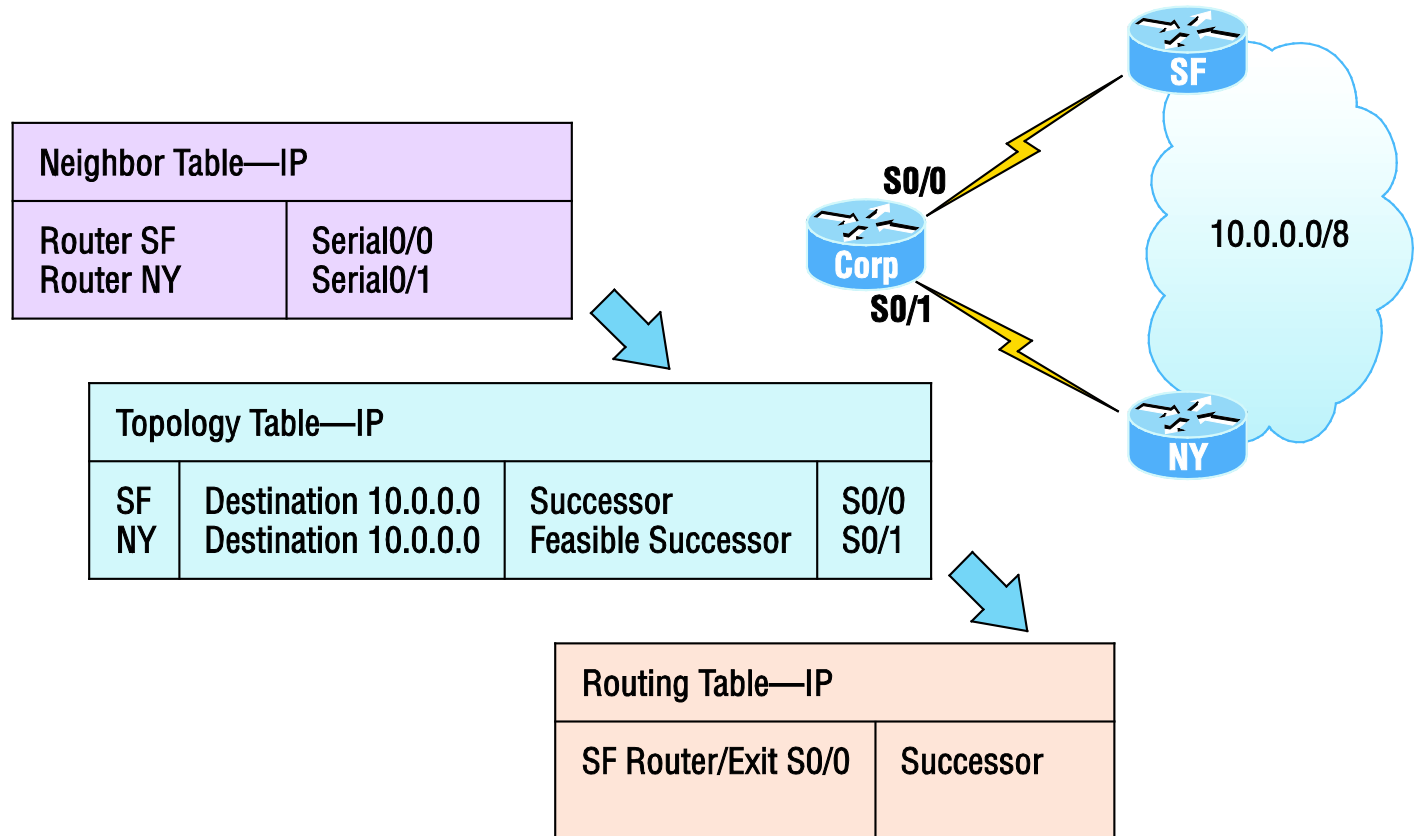 SF
10.0.0.0/8
S0/0
Corp
S0/1
NY
Neighbor Table—IP
Router SF Serial0/0
Router NY Serial0/1
Topology Table—IP
SF Destination 10.0.0.0 Successor S0/0
NY Destination 10.0.0.0 Feasible Successor S0/1
Routing Table—IP
SF Router/Exit S0/0 Successor